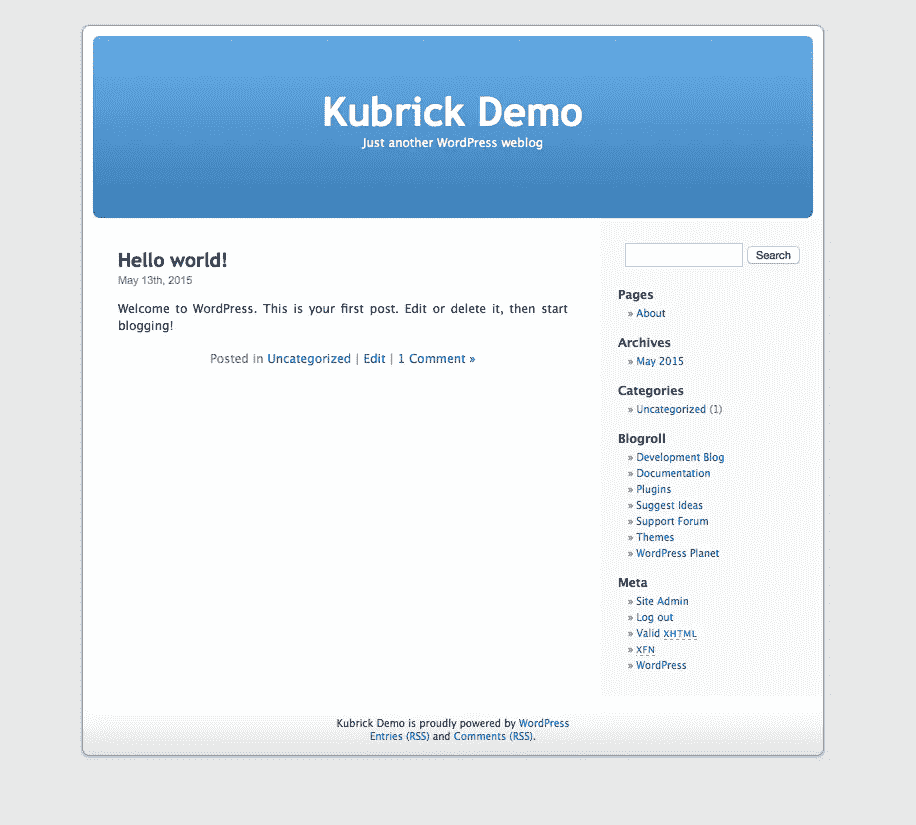 Kubrick Demo
Just another WordPress weblog
Hello world!
May 13th, 2015
Welcome to WordPress. This is your first post. Edit or delete it, then start
blogging!
Posted in Uncategorized | Edit | 1 Comment »
Search
Pages
» About
Archives
» May 2015
Categories
» Uncategorized (1)
Blogroll
» Development Blog
» Documentation
» Plugins
» Suggest Ideas
» Support Forum
» Themes
» WordPress Planet
Meta
» Site Admin
» Log out
» Valid XHTML
» XFN
» WordPress
Kubrick Demo is proudly powered by WordPress
Entries (RSS) and Comments (RSS).